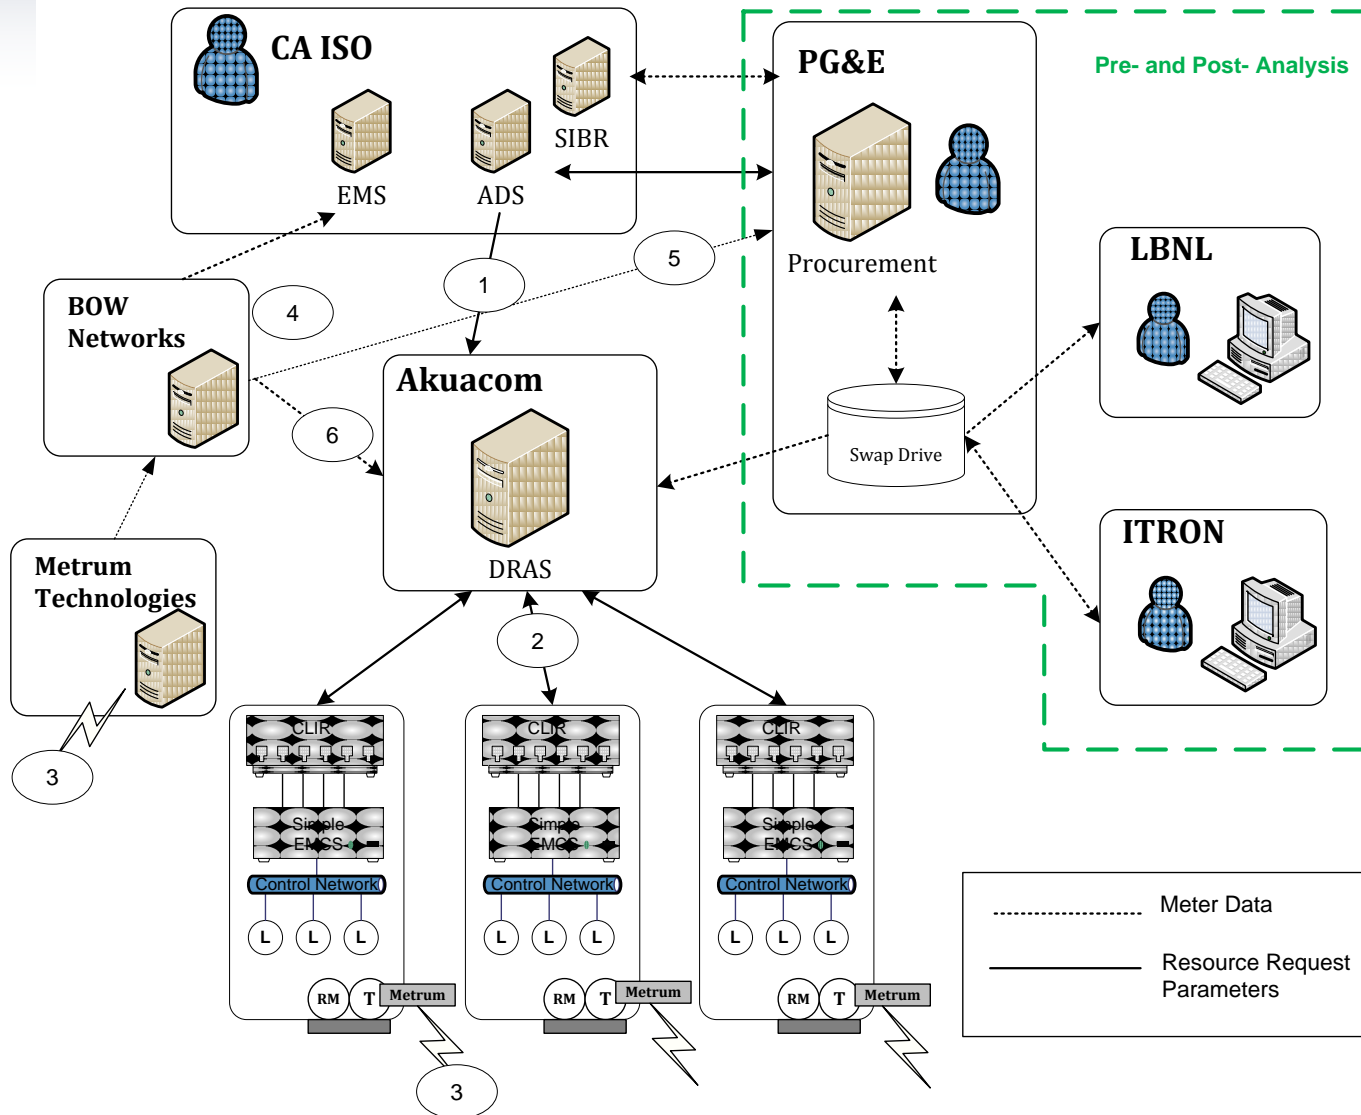 CA ISO
PG&E
Pre- and Post- Analysis
SIBR
EMS
ADS
Procurement
LBNL
5
1
4
BOW
Networks
Akuacom
6
Swap Drive
ITRON
Metrum
Technologies
DRAS
2
3
CLIR
CLIR
CLIR
Simple
EMCS
Simple
EMCS
Simple
EMCS
Control Network
Control Network
Control Network
L L L
L L L
L L L
Meter Data
Resource Request
Parameters
RM T Metrum
RM T Metrum
RM T Metrum
3